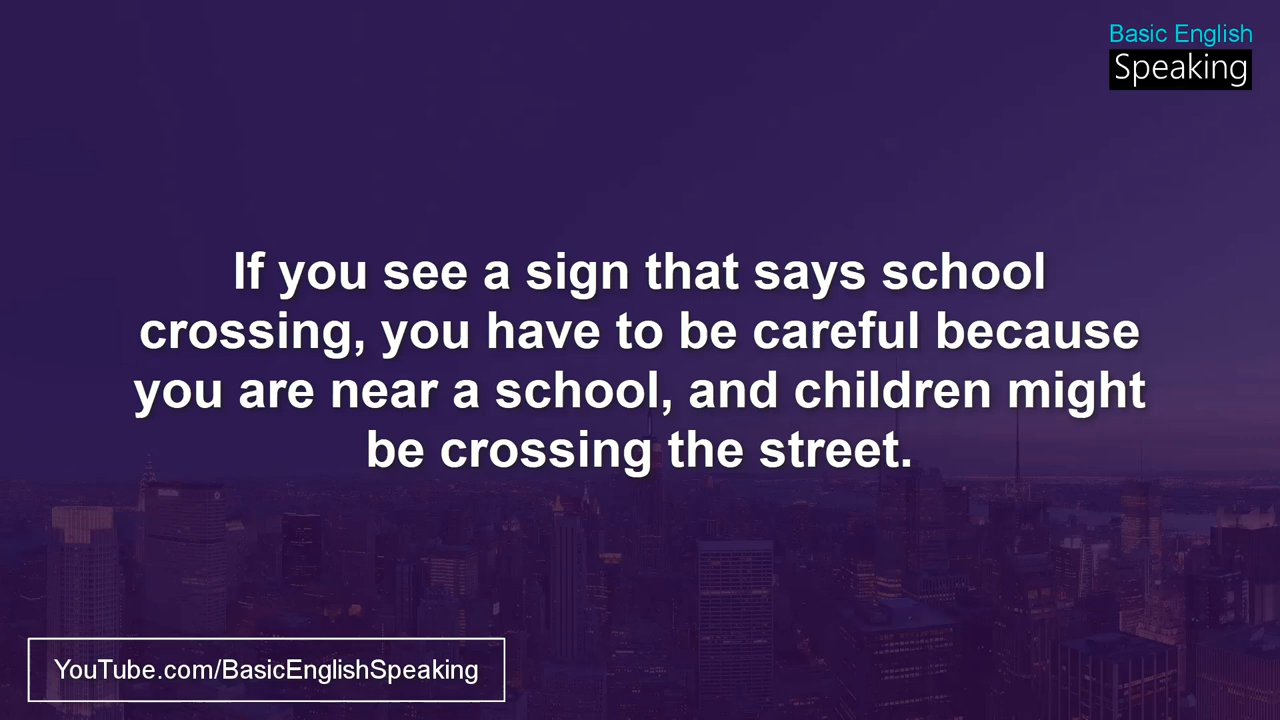 Basic English
Speaking
If you see a sign that says school
crossing, you have to be careful because
you are near a school, and children might
be crossing the street.
YouTube.com/BasicEnglishSpeaking